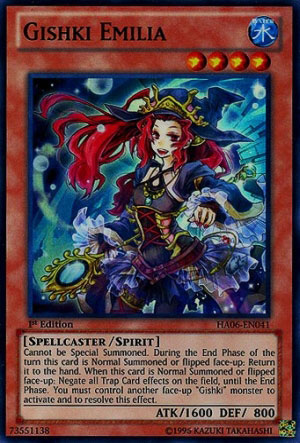 GISHKI EMILIA
WATER
水
1st Edition
HA06-EN041
[SPELLCASTER / SPIRIT]
Cannot be Special Summoned. During the End Phase of the
turn this card is Normal Summoned or flipped face-up: Return
it to the hand. When this card is Normal Summoned or flipped
face-up: Negate all Trap Card effects on the field, until the End
Phase. You must control another face-up "Gishki" monster to
activate and to resolve this effect.
ATK/1600 DEF/ 800
73551138
©1996 KAZUKI TAKAHASHI